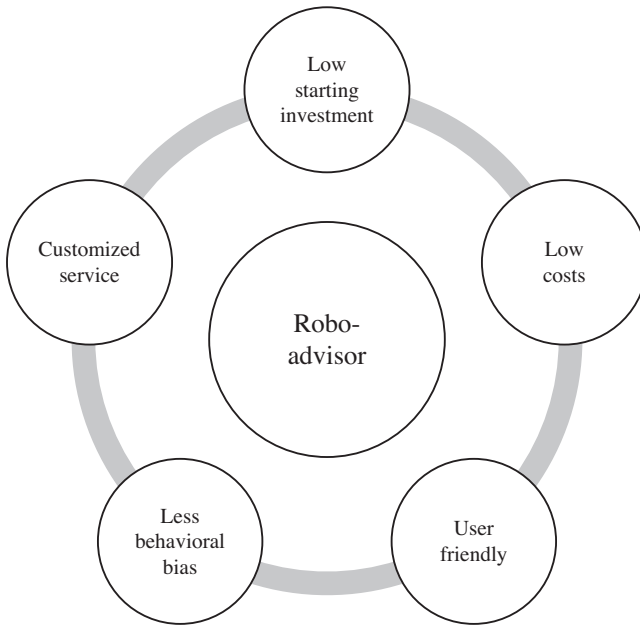 Low
starting
investment
Customized
service
Low
costs
Robo-
advisor
Less
behavioral
bias
User
friendly